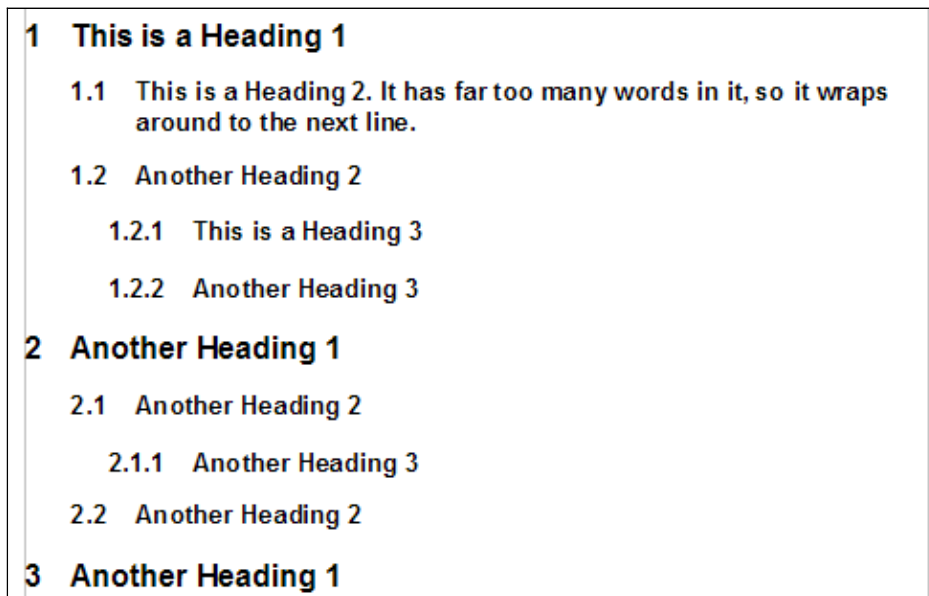 1 This is a Heading 1
1.1 This is a Heading 2. It has far too many words in it, so it wraps
around to the next line.
1.2 Another Heading 2
1.2.1 This is a Heading 3
1.2.2 Another Heading 3
2 Another Heading 1
2.1 Another Heading 2
2.1.1 Another Heading 3
2.2 Another Heading 2
3 Another Heading 1